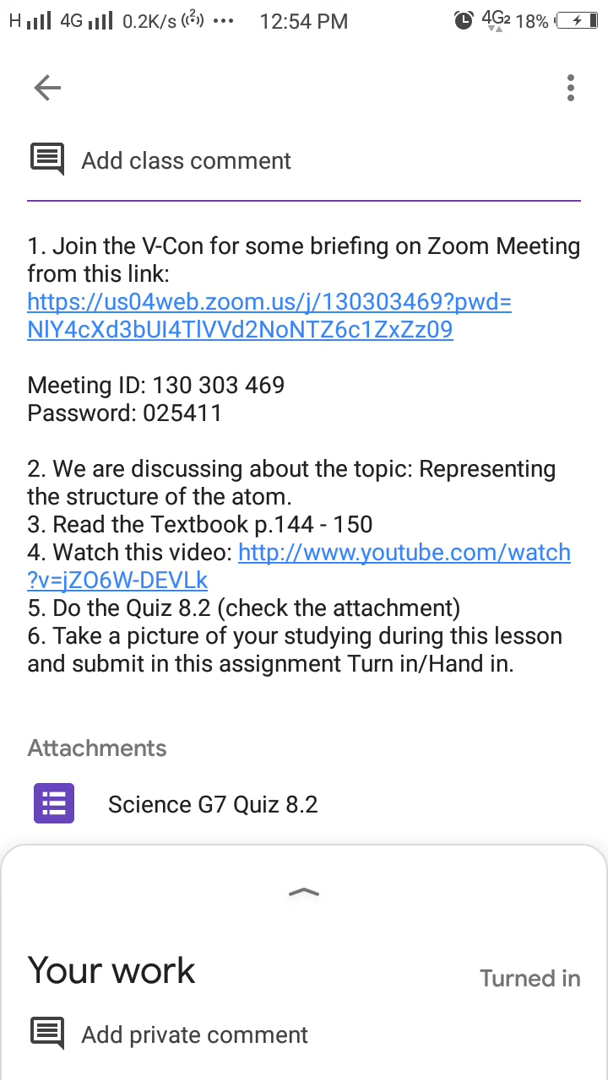 H 4G 0.2K/s ... 12:54 PM 4G2 18%
Add class comment
1. Join the V-Con for some briefing on Zoom Meeting
from this link:
https://us04web.zoom.us/j/130303469?pwd=
NlY4cXd3bUI4TlVVd2NoNTZ6c1ZxZz09
Meeting ID: 130 303 469
Password: 025411
2. We are discussing about the topic: Representing
the structure of the atom.
3. Read the Textbook p.144 - 150
4. Watch this video: http://www.youtube.com/watch
?v=jZO6W-DEVLk
5. Do the Quiz 8.2 (check the attachment)
6. Take a picture of your studying during this lesson
and submit in this assignment Turn in/Hand in.
Attachments
Science G7 Quiz 8.2
Your work
Turned in
Add private comment